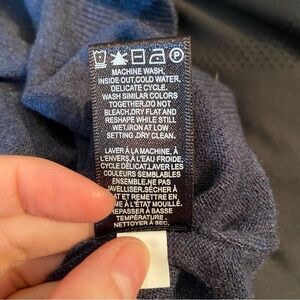 MACHINE WASH,
INSIDE OUT,COLD WATER,
DELICATE CYCLE.
WASH SIMILAR COLORS
TOGETHER.DO NOT
BLEACH.DRY FLAT AND
RESHAPE WHILE STILL
WET.IRON AT LOW
SETTING.DRY CLEAN.
LAVER À LA MACHINE, À
L'ENVERS,À L'EAU FROIDE,
CYCLE DÉLICAT.LAVER LES
COULEURS SEMBLABLES
ENSEMBLE.NE PAS
JAVELLISER.SÉCHER À
AT ET REMETTRE EN
ME À L'ÉTAT MOUILLÉ.
REPASSER À BASSE
TEMPÉRATURE.
NETTOYER À SEC.